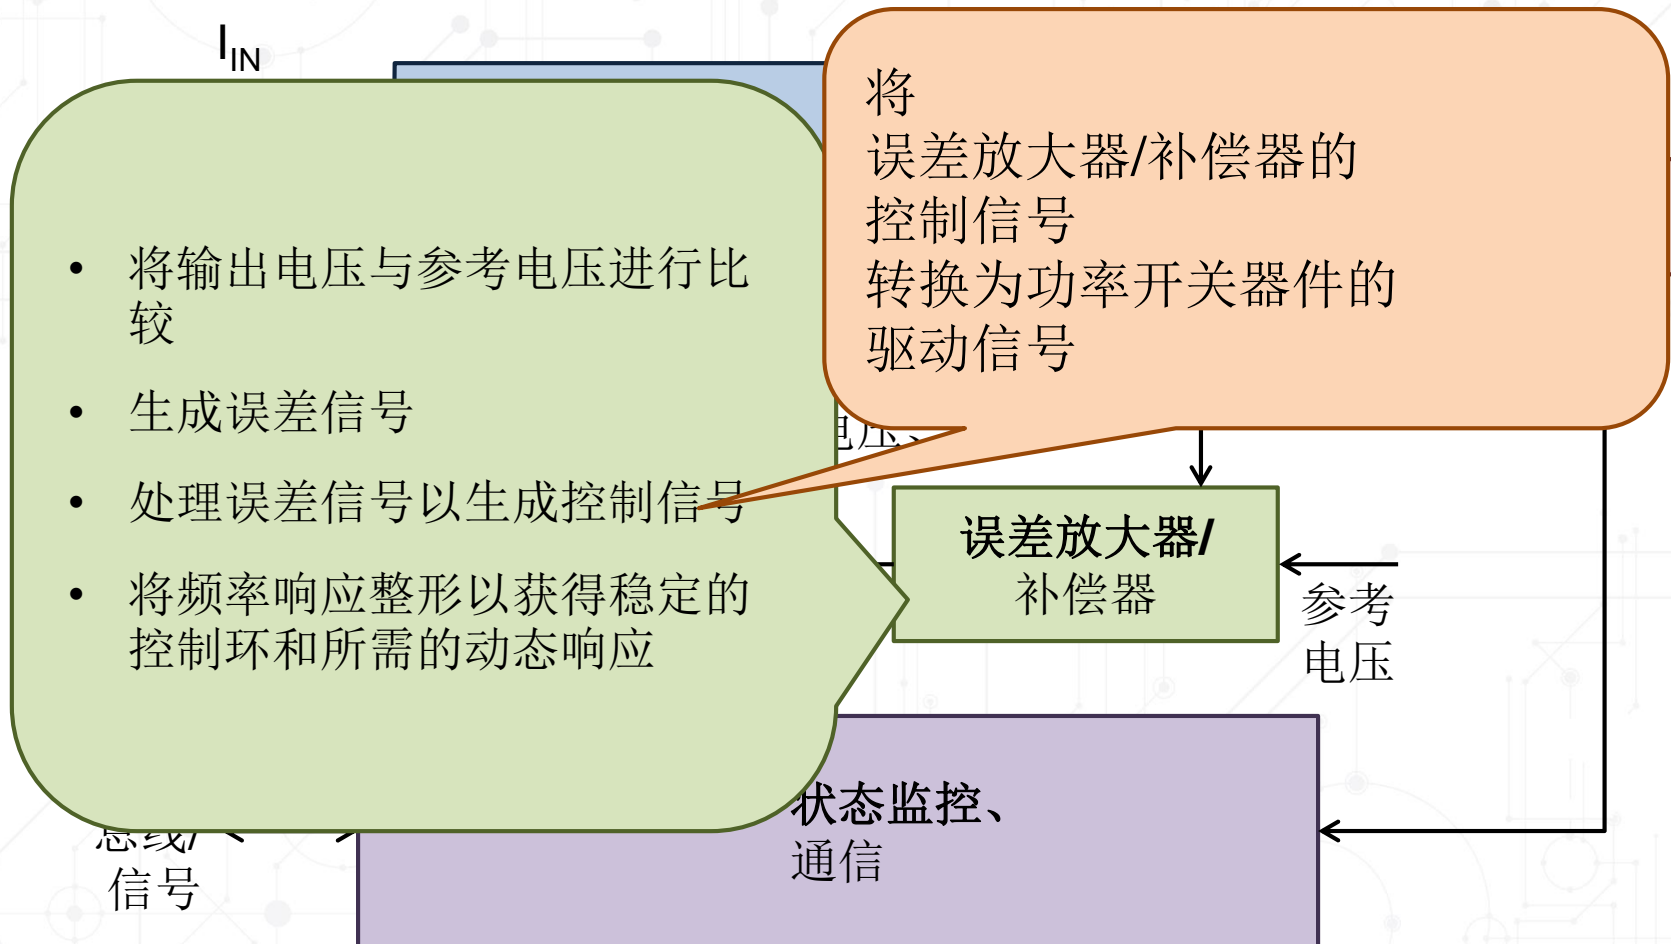 I_IN
将
误差放大器/补偿器的
控制信号
转换为功率开关器件的
驱动信号
• 将输出电压与参考电压进行比
较
• 生成误差信号
• 处理误差信号以生成控制信号
• 将频率响应整形以获得稳定的
控制环和所需的动态响应
电压、
误差放大器/
补偿器
参考
电压
状态监控、
通信
总线/
信号